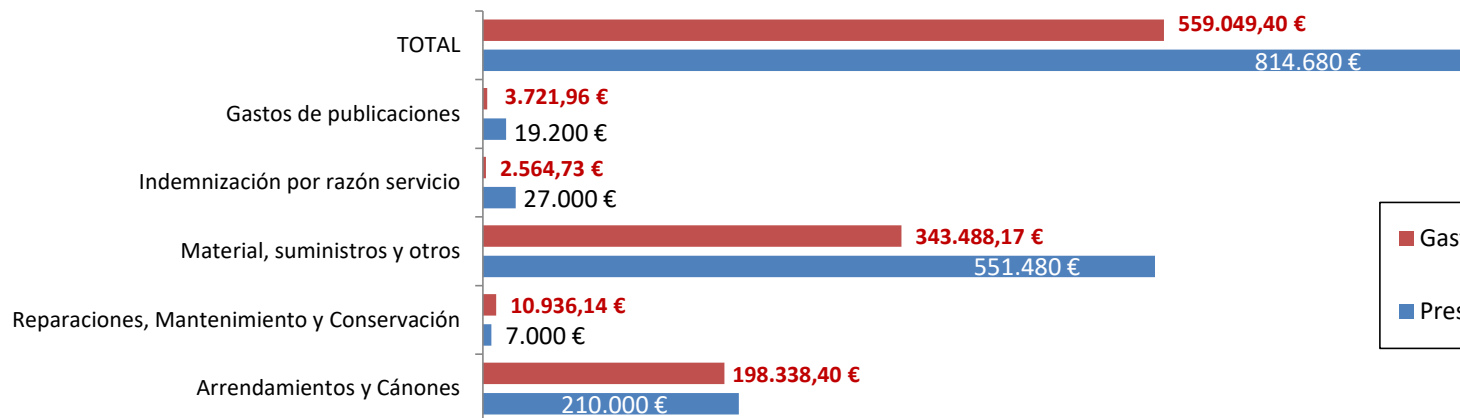 TOTAL
559.049,40 €
814.680 €
Gastos de publicaciones
3.721,96 €
19.200 €
Indemnización por razón servicio
2.564,73 €
27.000 €
Material, suministros y otros
343.488,17 €
551.480 €
Reparaciones, Mantenimiento y Conservación
10.936,14 €
7.000 €
Arrendamientos y Cánones
198.338,40 €
210.000 €